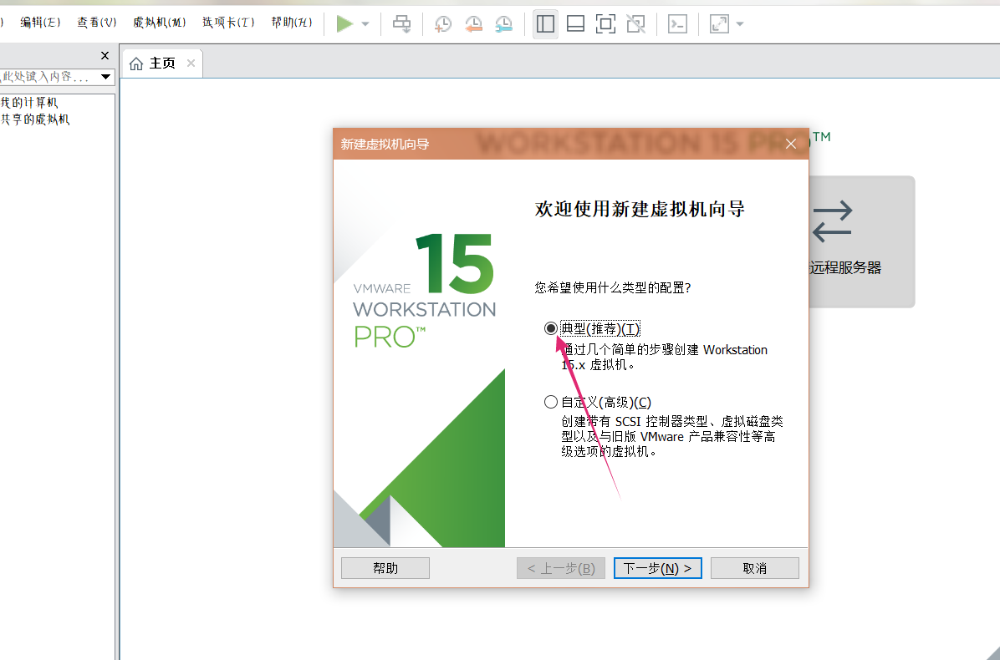 ) 编辑(E) 查看(V) 虚拟机(M) 选项卡(T) 帮助(H)
此处键入内容...
主页
我的计算机
共享的虚拟机
WORKSTATION 15 PRO™
新建虚拟机向导
欢迎使用新建虚拟机向导
15
VMWARE
WORKSTATION
PRO™
您希望使用什么类型的配置?
典型(推荐)(T)
通过几个简单的步骤创建 Workstation
15.x 虚拟机。
自定义(高级)(C)
创建带有 SCSI 控制器类型、虚拟磁盘类
型以及与旧版 VMware 产品兼容性等高
级选项的虚拟机。
远程服务器
帮助
< 上一步(B)
下一步(N) >
取消